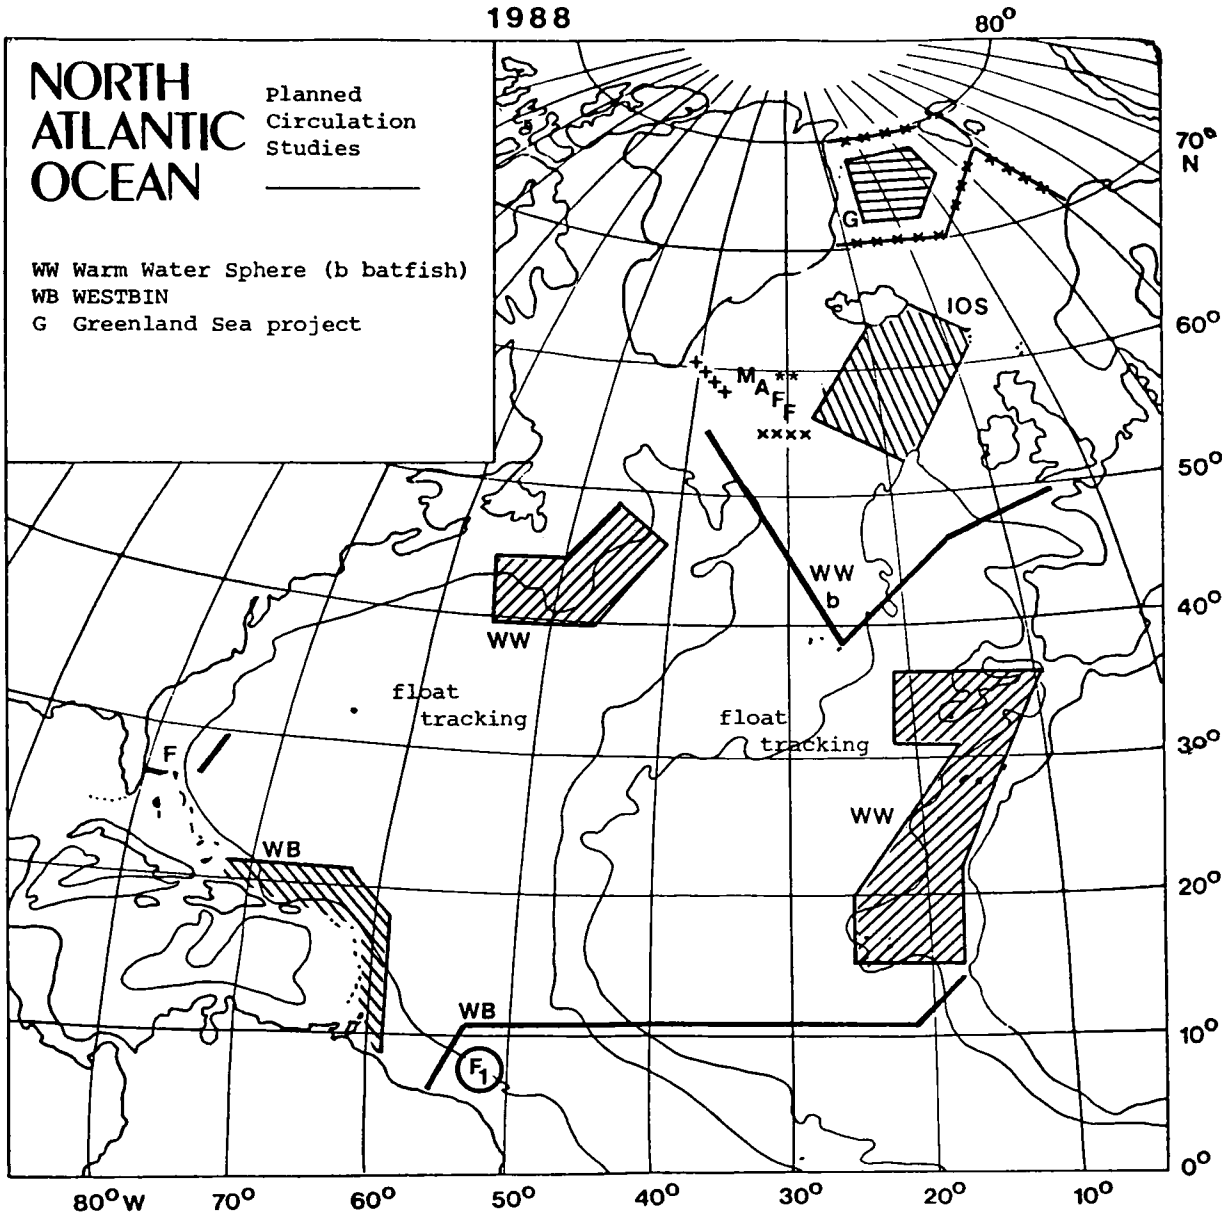 1988
80°
NORTH
ATLANTIC
OCEAN
Planned
Circulation
Studies
WW Warm Water Sphere (b batfish)
WB WESTBIN
G Greenland Sea project
70°
N
G
IOS
60°
MAFF
50°
WW
b
40°
WW
float
tracking
float
tracking
30°
F
WW
WB
20°
WB
10°
F1
0°
80°W 70° 60° 50° 40° 30° 20° 10°